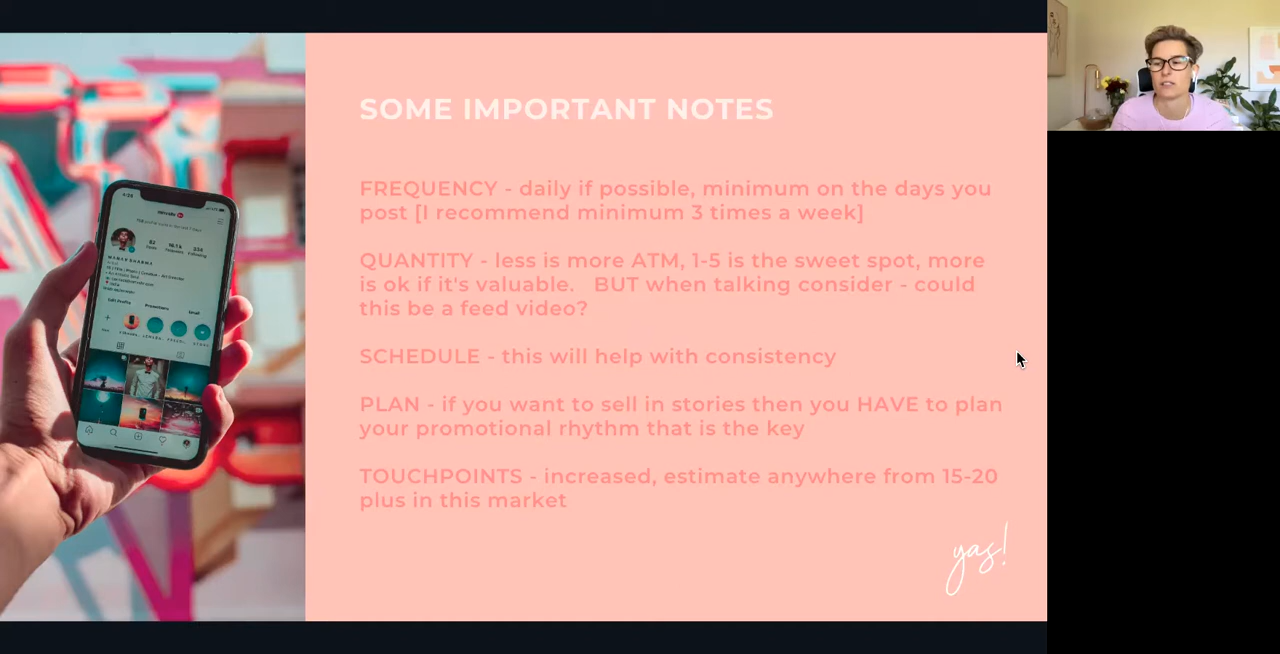 SOME IMPORTANT NOTES
FREQUENCY - daily if possible, minimum on the days you
post [I recommend minimum 3 times a week]
QUANTITY - less is more ATM, 1-5 is the sweet spot, more
is ok if it's valuable. BUT when talking consider - could
this be a feed video?
SCHEDULE - this will help with consistency
PLAN - if you want to sell in stories then you HAVE to plan
your promotional rhythm that is the key
TOUCHPOINTS - increased, estimate anywhere from 15-20
plus in this market
yas!
Edit Profile
Promotions
Email